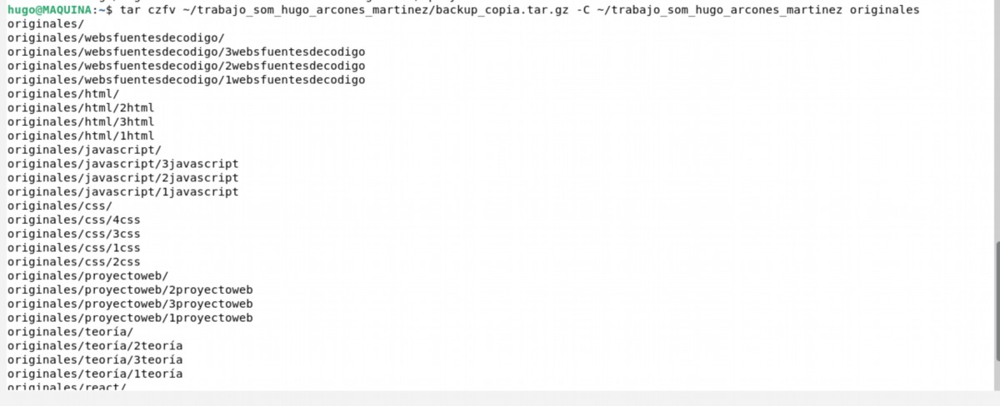 hugo@MAQUINA:~$ tar czfv ~/trabajo_som_hugo_arcones_martinez/backup_copia.tar.gz -C ~/trabajo_som_hugo_arcones_martinez originales
originales/
originales/websfuentesdecodigo/
originales/websfuentesdecodigo/3websfuentesdecodigo
originales/websfuentesdecodigo/2websfuentesdecodigo
originales/websfuentesdecodigo/1websfuentesdecodigo
originales/html/
originales/html/2html
originales/html/3html
originales/html/1html
originales/javascript/
originales/javascript/3javascript
originales/javascript/2javascript
originales/javascript/1javascript
originales/css/
originales/css/4css
originales/css/3css
originales/css/1css
originales/css/2css
originales/proyectoweb/
originales/proyectoweb/2proyectoweb
originales/proyectoweb/3proyectoweb
originales/proyectoweb/1proyectoweb
originales/teoría/
originales/teoría/2teoría
originales/teoría/3teoría
originales/teoría/1teoría
originales/react/